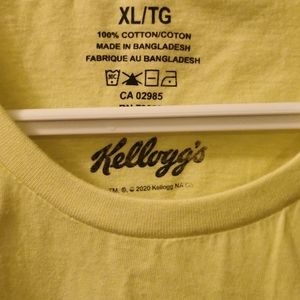 XL/TG
100% COTTON/COTON
MADE IN BANGLADESH
FABRIQUE AU BANGLADESH
CA 02985
Kellogg's
TM, ®, © 2020 Kellogg NA Co.